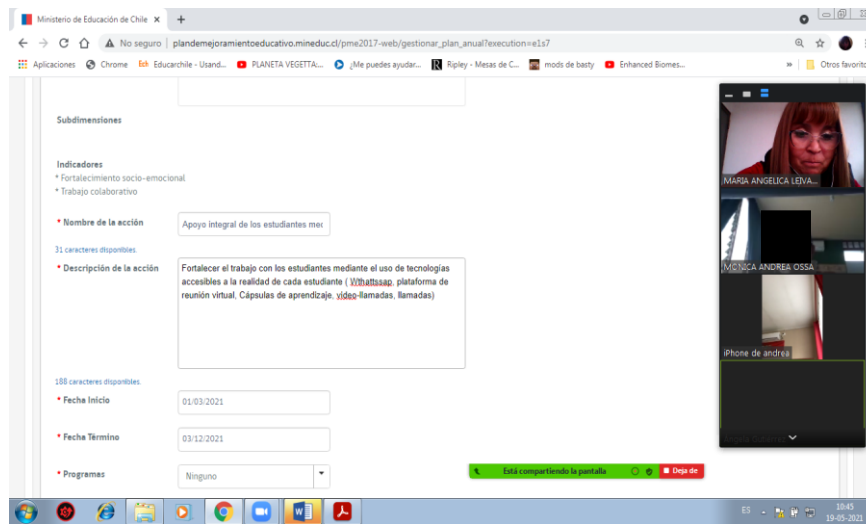 Ministerio de Educación de Chile
No seguro | plandemejoramientoeducativo.mineduc.cl/pme2017-web/gestionar_plan_anual?execution=e1s7
Aplicaciones Chrome Educarchile - Usand... PLANETA VEGETTA:... ¿Me puedes ayudar... Ripley - Mesas de C... mods de basty Enhanced Biomes... » Otros favorito
Subdimensiones
Indicadores
* Fortalecimiento socio-emocional
* Trabajo colaborativo
* Nombre de la acción
Apoyo integral de los estudiantes mec
31 caracteres disponibles.
* Descripción de la acción
Fortalecer el trabajo con los estudiantes mediante el uso de tecnologías
accesibles a la realidad de cada estudiante ( Wthattssap, plataforma de
reunión virtual, Cápsulas de aprendizaje, video-llamadas, llamadas)
188 caracteres disponibles.
* Fecha Inicio
01/03/2021
* Fecha Término
03/12/2021
* Programas
Ninguno
MARIA ANGELICA LEIVA...
MONICA ANDREA OSSA
iPhone de andrea
Está compartiendo la pantalla
Deja de
ES
10:45
19-05-2021